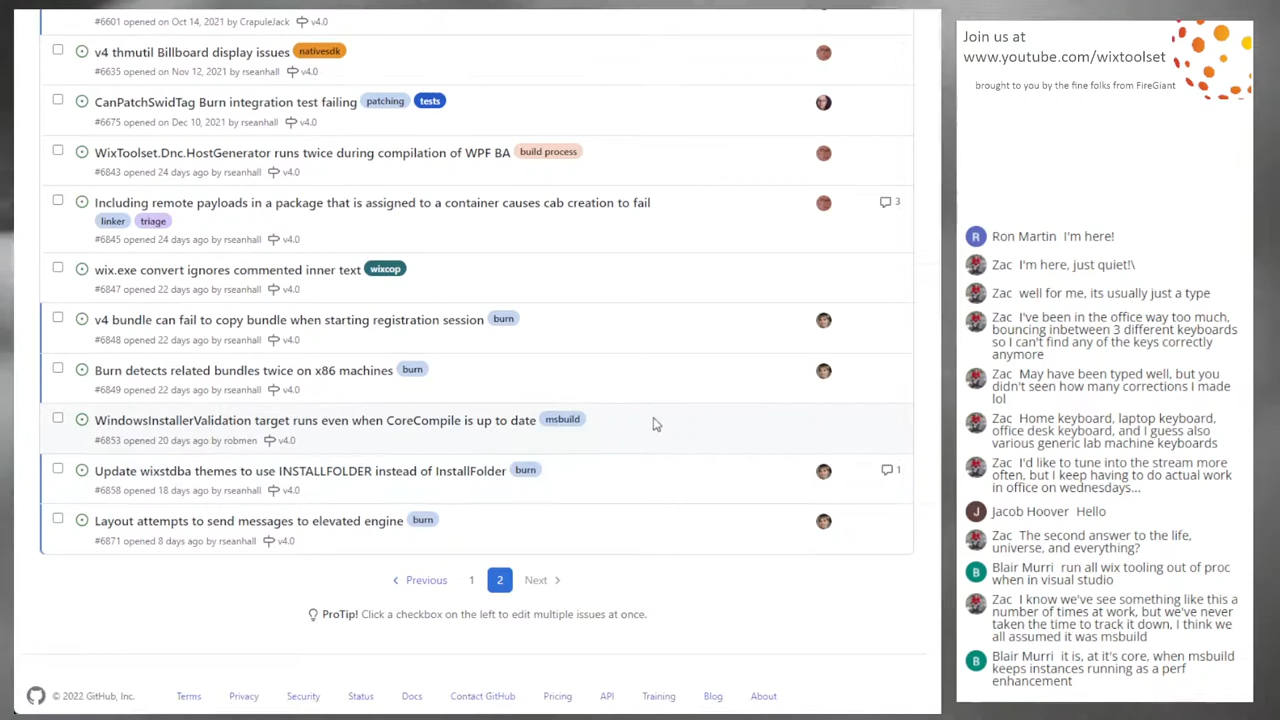 #6601 opened on Oct 14, 2021 by CrapuleJack v4.0
v4 thmutil Billboard display issues nativesdk
#6635 opened on Nov 12, 2021 by rseanhall v4.0
CanPatchSwidTag Burn integration test failing patching tests
#6675 opened on Dec 10, 2021 by rseanhall v4.0
WixToolset.Dnc.HostGenerator runs twice during compilation of WPF BA build process
#6843 opened 24 days ago by rseanhall v4.0
Including remote payloads in a package that is assigned to a container causes cab creation to fail 3
linker triage
#6845 opened 24 days ago by rseanhall v4.0
wix.exe convert ignores commented inner text wixcop
#6847 opened 22 days ago by rseanhall v4.0
v4 bundle can fail to copy bundle when starting registration session burn
#6848 opened 22 days ago by rseanhall v4.0
Burn detects related bundles twice on x86 machines burn
#6849 opened 22 days ago by rseanhall v4.0
WindowsInstallerValidation target runs even when CoreCompile is up to date msbuild
#6853 opened 20 days ago by robmen v4.0
Update wixstdba themes to use INSTALLFOLDER instead of InstallFolder burn 1
#6858 opened 18 days ago by rseanhall v4.0
Layout attempts to send messages to elevated engine burn
#6871 opened 8 days ago by rseanhall v4.0
Previous 1 2 Next
ProTip! Click a checkbox on the left to edit multiple issues at once.
© 2022 GitHub, Inc. Terms Privacy Security Status Docs Contact GitHub Pricing API Training Blog About
Join us at
www.youtube.com/wixtoolset
brought to you by the fine folks from FireGiant
R Ron Martin I'm here!
Zac I'm here, just quiet!\
Zac well for me, its usually just a type
Zac I've been in the office way too much,
bouncing inbetween 3 different keyboards
so I can't find any of the keys correctly
anymore
Zac May have been typed well, but you
didn't seen how many corrections I made
lol
Zac Home keyboard, laptop keyboard,
office desk keyboard, and I guess also
various generic lab machine keyboards
Zac I'd like to tune into the stream more
often, but I keep having to do actual work
in office on wednesdays...
J Jacob Hoover Hello
Zac The second answer to the life,
universe, and everything?
B Blair Murri run all wix tooling out of proc
when in visual studio
Zac I know we've see something like this a
number of times at work, but we've never
taken the time to track it down, I think we
all assumed it was msbuild
B Blair Murri it is, at it's core, when msbuild
keeps instances running as a perf
enhancement